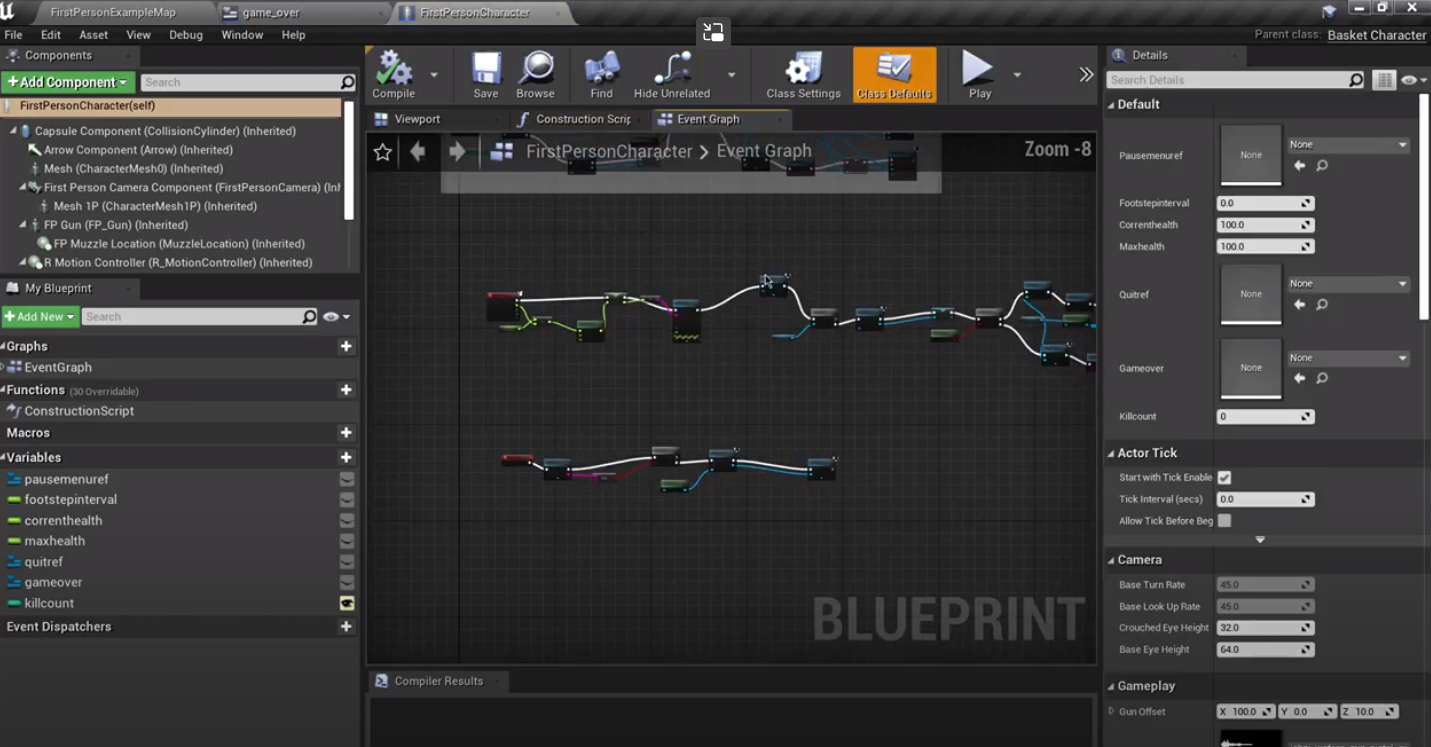 FirstPersonExampleMap
game_over
FirstPersonCharacter
File Edit Asset View Debug Window Help
Parent class: Basket Character
Components
+Add Component
Search
FirstPersonCharacter(self)
Capsule Component (CollisionCylinder) (Inherited)
Arrow Component (Arrow) (Inherited)
Mesh (CharacterMesh0) (Inherited)
First Person Camera Component (FirstPersonCamera) (Inh
Mesh 1P (CharacterMesh1P) (Inherited)
FP Gun (FP_Gun) (Inherited)
FP Muzzle Location (MuzzleLocation) (Inherited)
R Motion Controller (R_MotionController) (Inherited)
My Blueprint
+Add New
Search
Graphs
EventGraph
Functions (30 Overridable)
ConstructionScript
Macros
Variables
pausemenuref
footstepinterval
correnthealth
maxhealth
quitref
gameover
killcount
Event Dispatchers
Compile
Save
Browse
Find
Hide Unrelated
Class Settings
Class Defaults
Play
Viewport
Construction Scrip
Event Graph
FirstPersonCharacter > Event Graph
Zoom -8
BLUEPRINT
Compiler Results
Details
Search Details
Default
Pausemenuref
None
None
Footstepinterval
0.0
Correnthealth
100.0
Maxhealth
100.0
Quitref
None
None
Gameover
None
None
Killcount
0
Actor Tick
Start with Tick Enable
Tick Interval (secs)
0.0
Allow Tick Before Beg
Camera
Base Turn Rate
45.0
Base Look Up Rate
45.0
Crouched Eye Height
32.0
Base Eye Height
64.0
Gameplay
Gun Offset
X 100.0 Y 0.0 Z 10.0